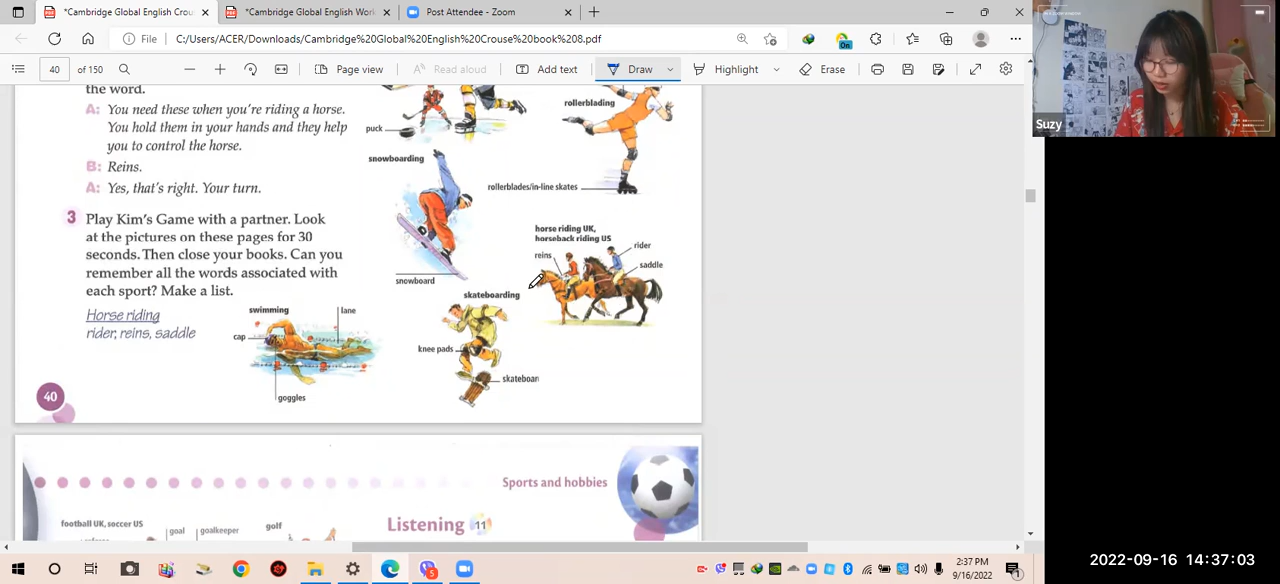 *Cambridge Global English Crou
*Cambridge Global English Work
Post Attendee - Zoom
File
C:/Users/ACER/Downloads/Cambridge%20Global%20English%20Crouse%20book%208.pdf
On
40
of 150
Page view
Read aloud
Add text
Draw
Highlight
Erase
the word.
A: You need these when you're riding a horse.
You hold them in your hands and they help
you to control the horse.
B: Reins.
A: Yes, that's right. Your turn.
3 Play Kim's Game with a partner. Look
at the pictures on these pages for 30
seconds. Then close your books. Can you
remember all the words associated with
each sport? Make a list.
Horse riding
rider, reins, saddle
puck
rollerblading
snowboarding
rollerblades/in-line skates
horse riding UK,
horseback riding US
reins
rider
saddle
snowboard
skateboarding
swimming
lane
cap
knee pads
skateboar
goggles
40
Sports and hobbies
football UK, soccer US
goal
goalkeeper
golf
Listening 11
Suzy
5
2:37 PM
9/16/2022
1
2022-09-16 14:37:03